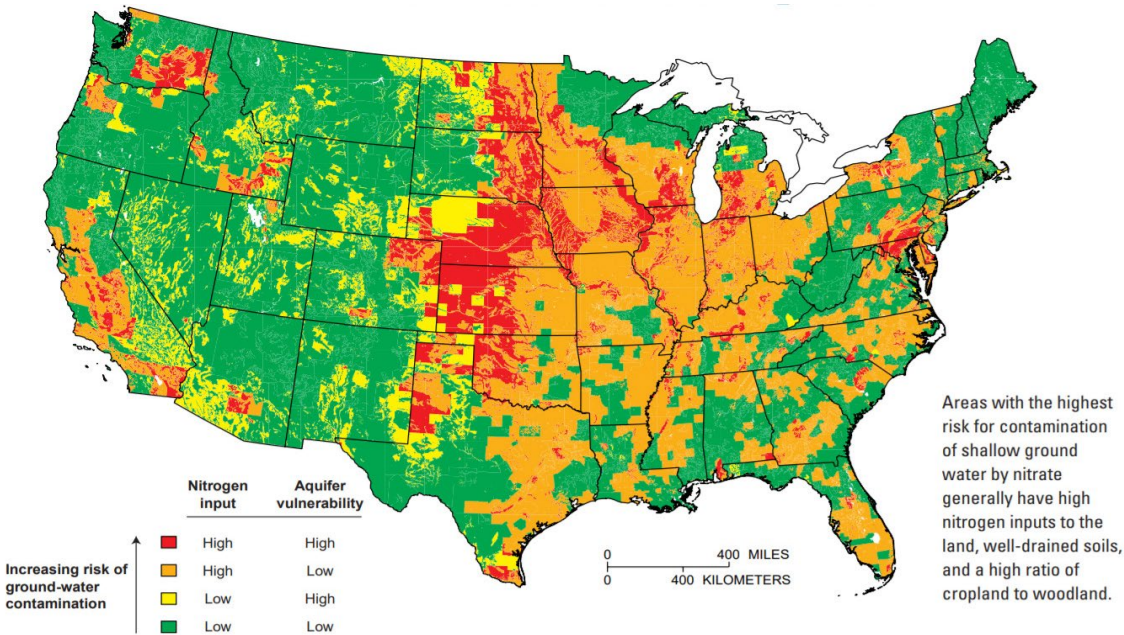 Areas with the highest
risk for contamination
of shallow ground
water by nitrate
generally have high
nitrogen inputs to the
land, well-drained soils,
and a high ratio of
cropland to woodland.
Nitrogen input Aquifer vulnerability
High High
High Low
Low High
Low Low
Increasing risk of
ground-water
contamination
0 400 MILES
0 400 KILOMETERS